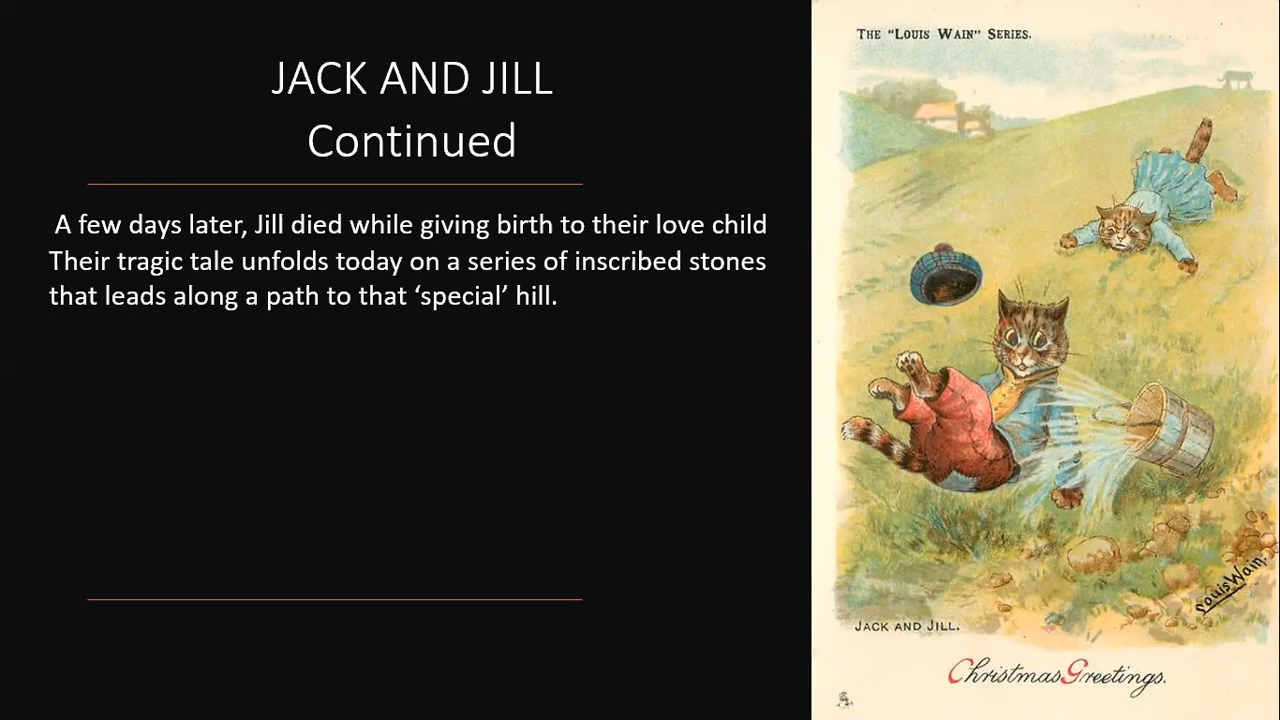 JACK AND JILL
Continued
A few days later, Jill died while giving birth to their love child
Their tragic tale unfolds today on a series of inscribed stones
that leads along a path to that ‘special’ hill.
THE "LOUIS WAIN" SERIES.
Louis Wain.
JACK AND JILL.
Christmas Greetings.